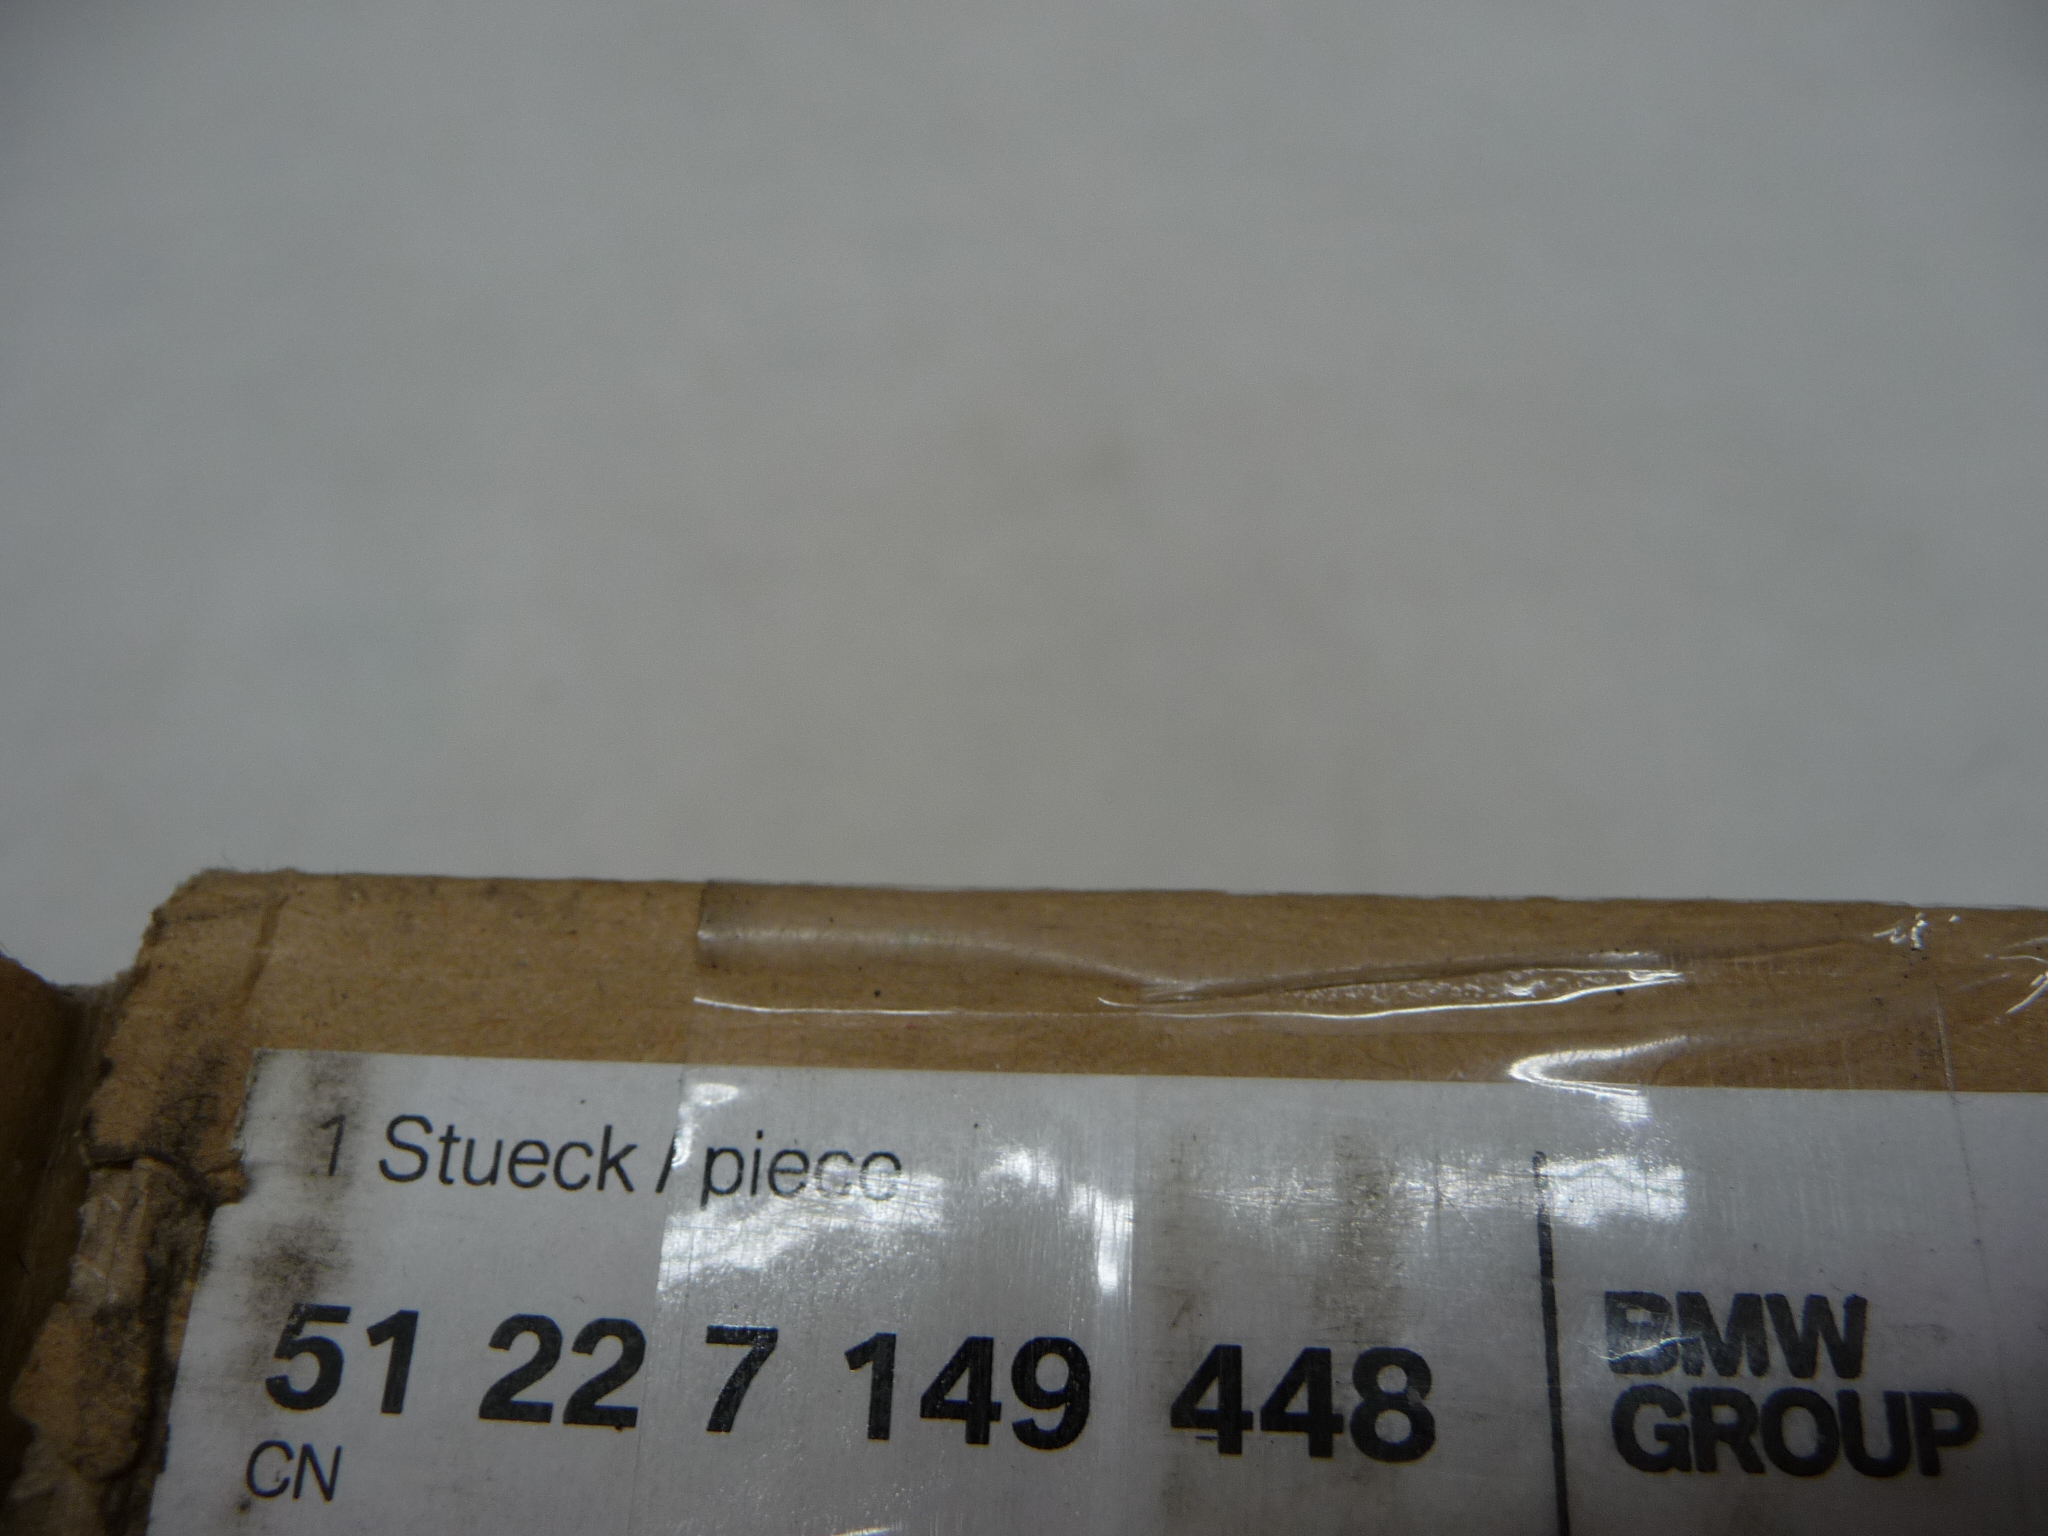 1 Stueck / piece
51 22 7 149 448
CN
BMW
GROUP